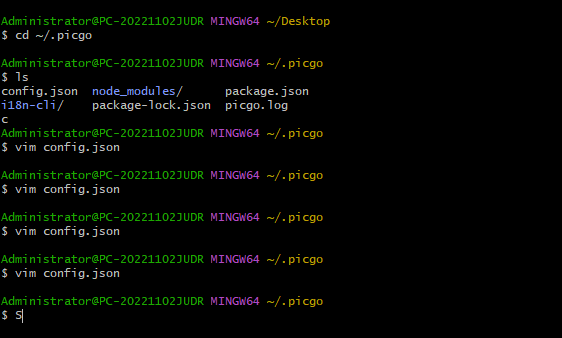 Administrator@PC-20221102JUDR MINGW64 ~/Desktop
$ cd ~/.picgo
Administrator@PC-20221102JUDR MINGW64 ~/.picgo
$ ls
config.json  node_modules/      package.json
i18n-cli/    package-lock.json  picgo.log
c
Administrator@PC-20221102JUDR MINGW64 ~/.picgo
$ vim config.json
Administrator@PC-20221102JUDR MINGW64 ~/.picgo
$ vim config.json
Administrator@PC-20221102JUDR MINGW64 ~/.picgo
$ vim config.json
Administrator@PC-20221102JUDR MINGW64 ~/.picgo
$ vim config.json
Administrator@PC-20221102JUDR MINGW64 ~/.picgo
$ S